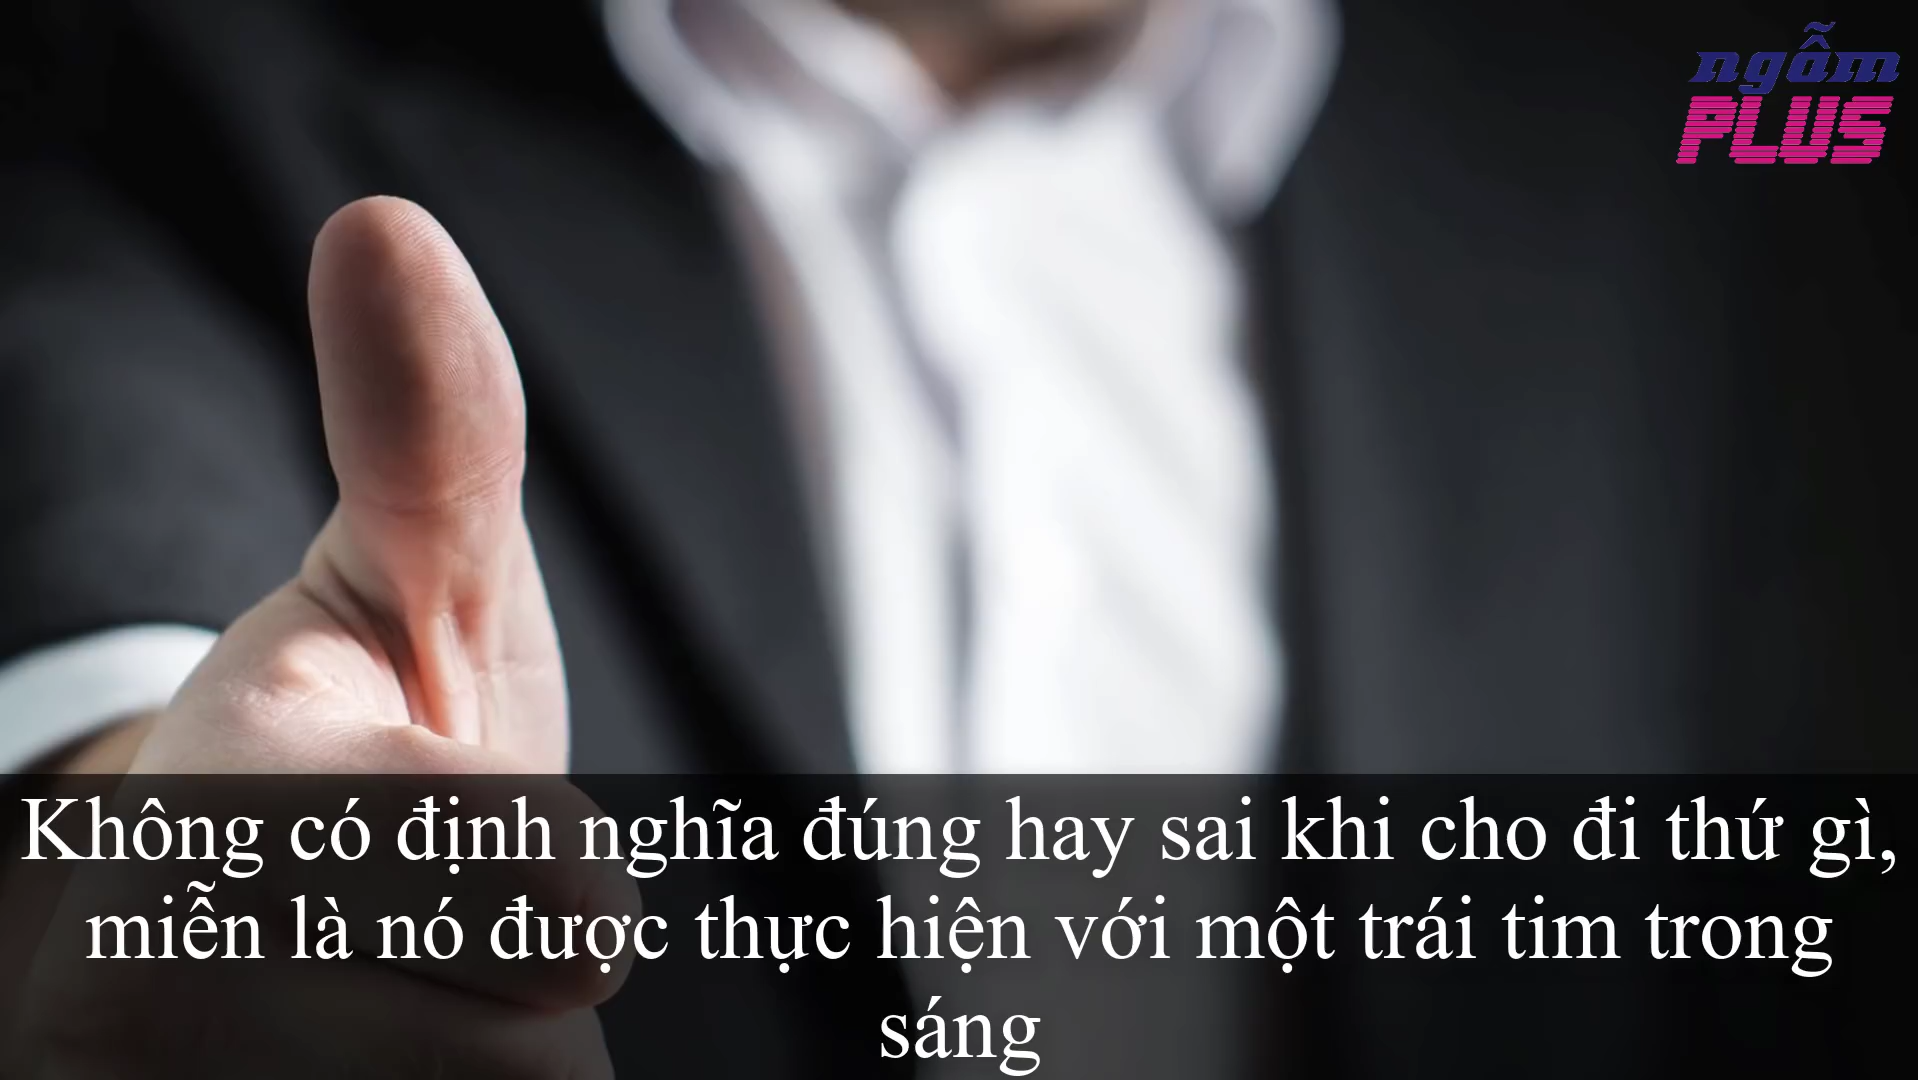 ngẫm
PLUS
Không có định nghĩa đúng hay sai khi cho đi thứ gì,
miễn là nó được thực hiện với một trái tim trong
sáng